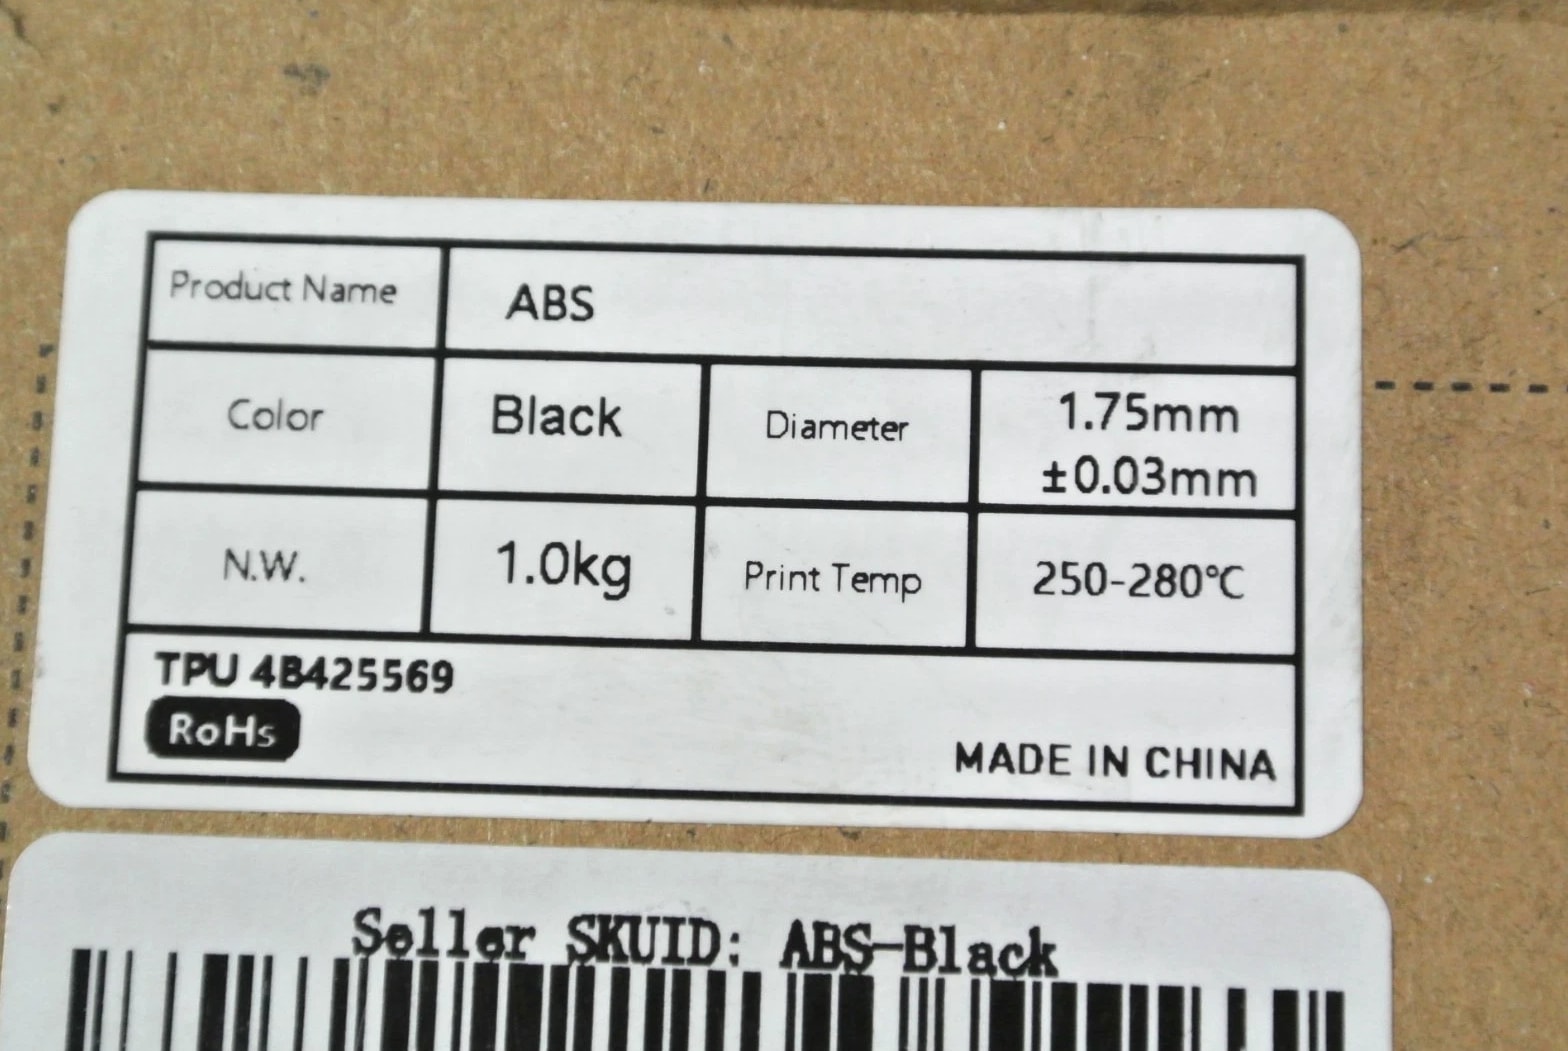 Product Name ABS
Color Black Diameter 1.75mm
±0.03mm
N.W. 1.0kg Print Temp 250-280℃
TPU 4B425569
RoHs
MADE IN CHINA
Seller SKUID: ABS-Black